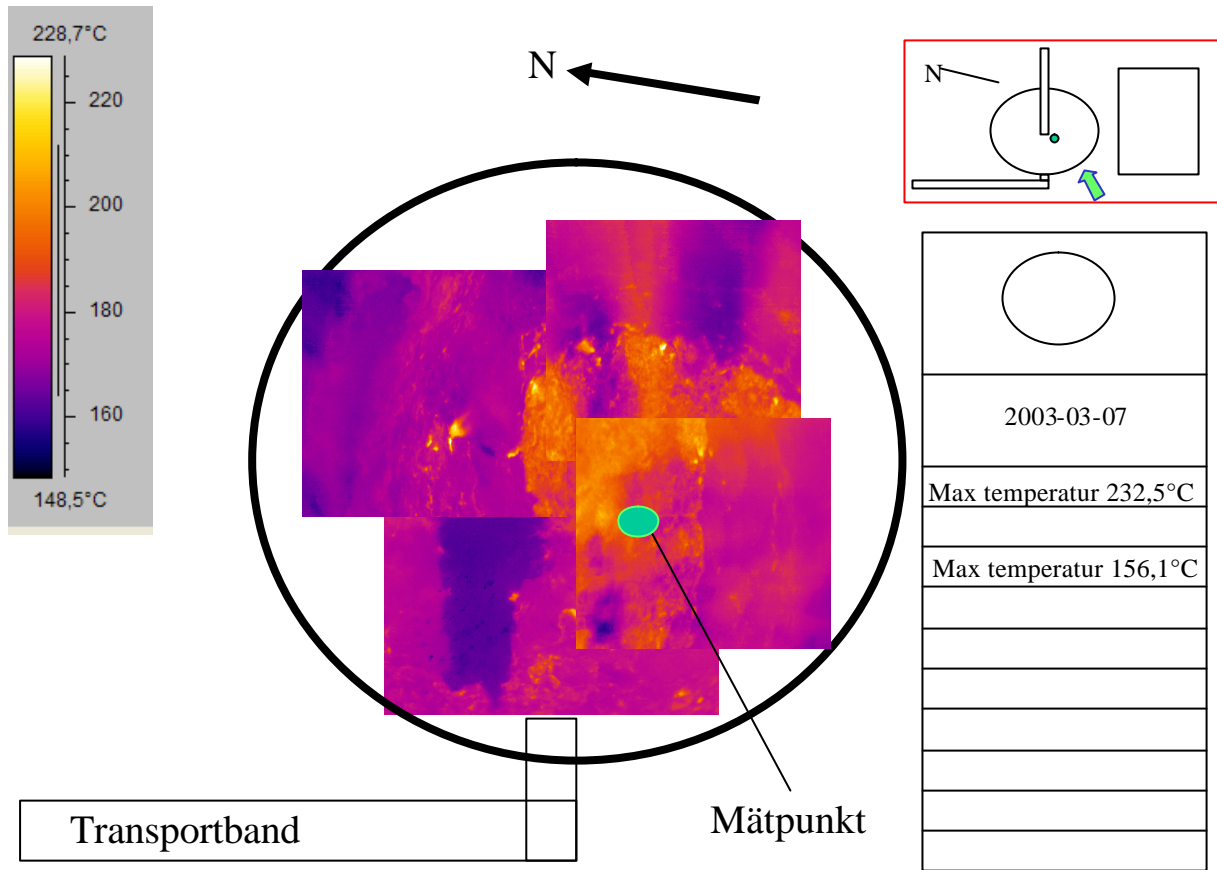 228,7°C
220
200
180
160
148,5°C
N
N
2003-03-07
Max temperatur 232,5°C
Max temperatur 156,1°C
Transportband
Mätpunkt